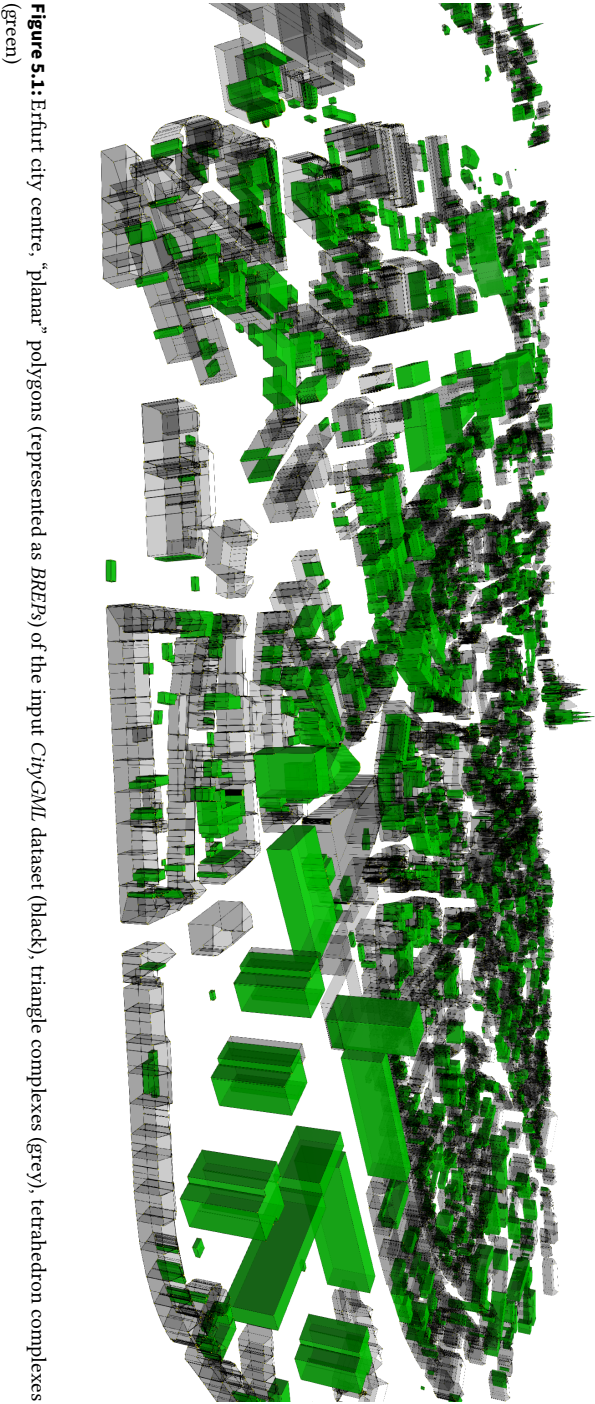 Figure 5.1: Erfurt city centre, “planar” polygons (represented as BREPs) of the input CityGML dataset (black), triangle complexes (grey), tetrahedron complexes
(green)